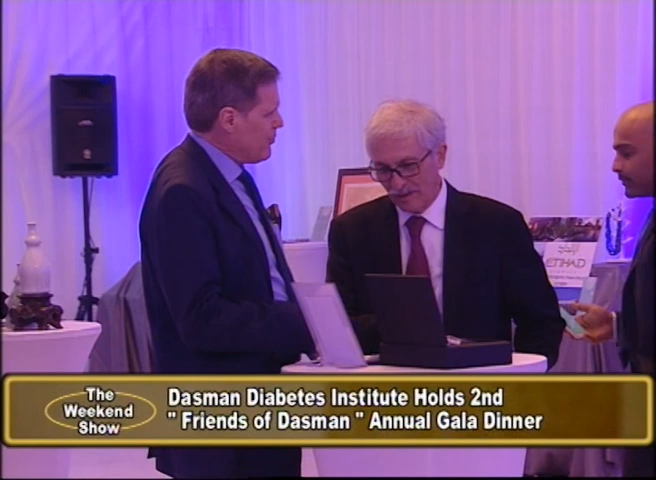 ETIHAD
The
Weekend
Show
Dasman Diabetes Institute Holds 2nd
" Friends of Dasman " Annual Gala Dinner